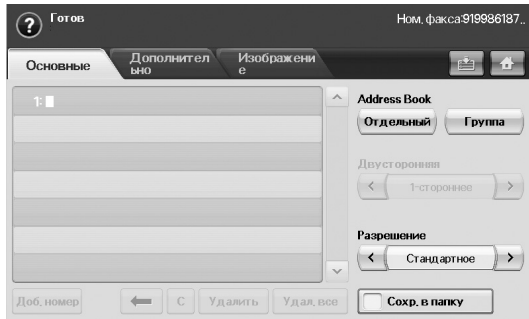 Готов
Ном. факса:919986187..
Основные
Дополнител
ьно
Изображени
е
1:
Address Book
Отдельный
Группа
Двусторонняя
1-стороннее
Разрешение
Стандартное
Доб. номер
C
Удалить
Удал. все
Сохр. в папку